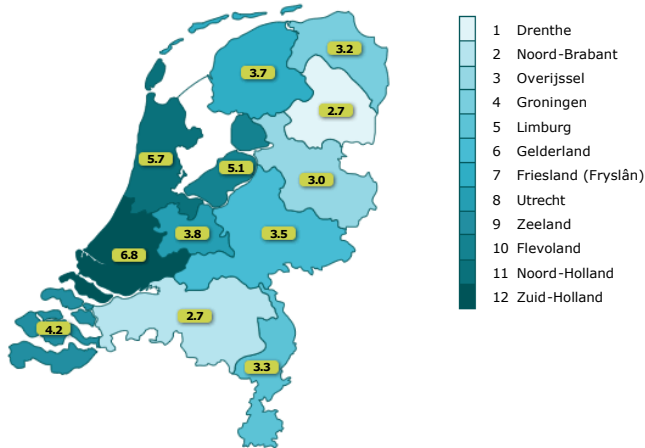 3.2
3.7
2.7
5.7
5.1
3.0
3.8
3.5
6.8
2.7
4.2
3.3
1 Drenthe
2 Noord-Brabant
3 Overijssel
4 Groningen
5 Limburg
6 Gelderland
7 Friesland (Fryslân)
8 Utrecht
9 Zeeland
10 Flevoland
11 Noord-Holland
12 Zuid-Holland